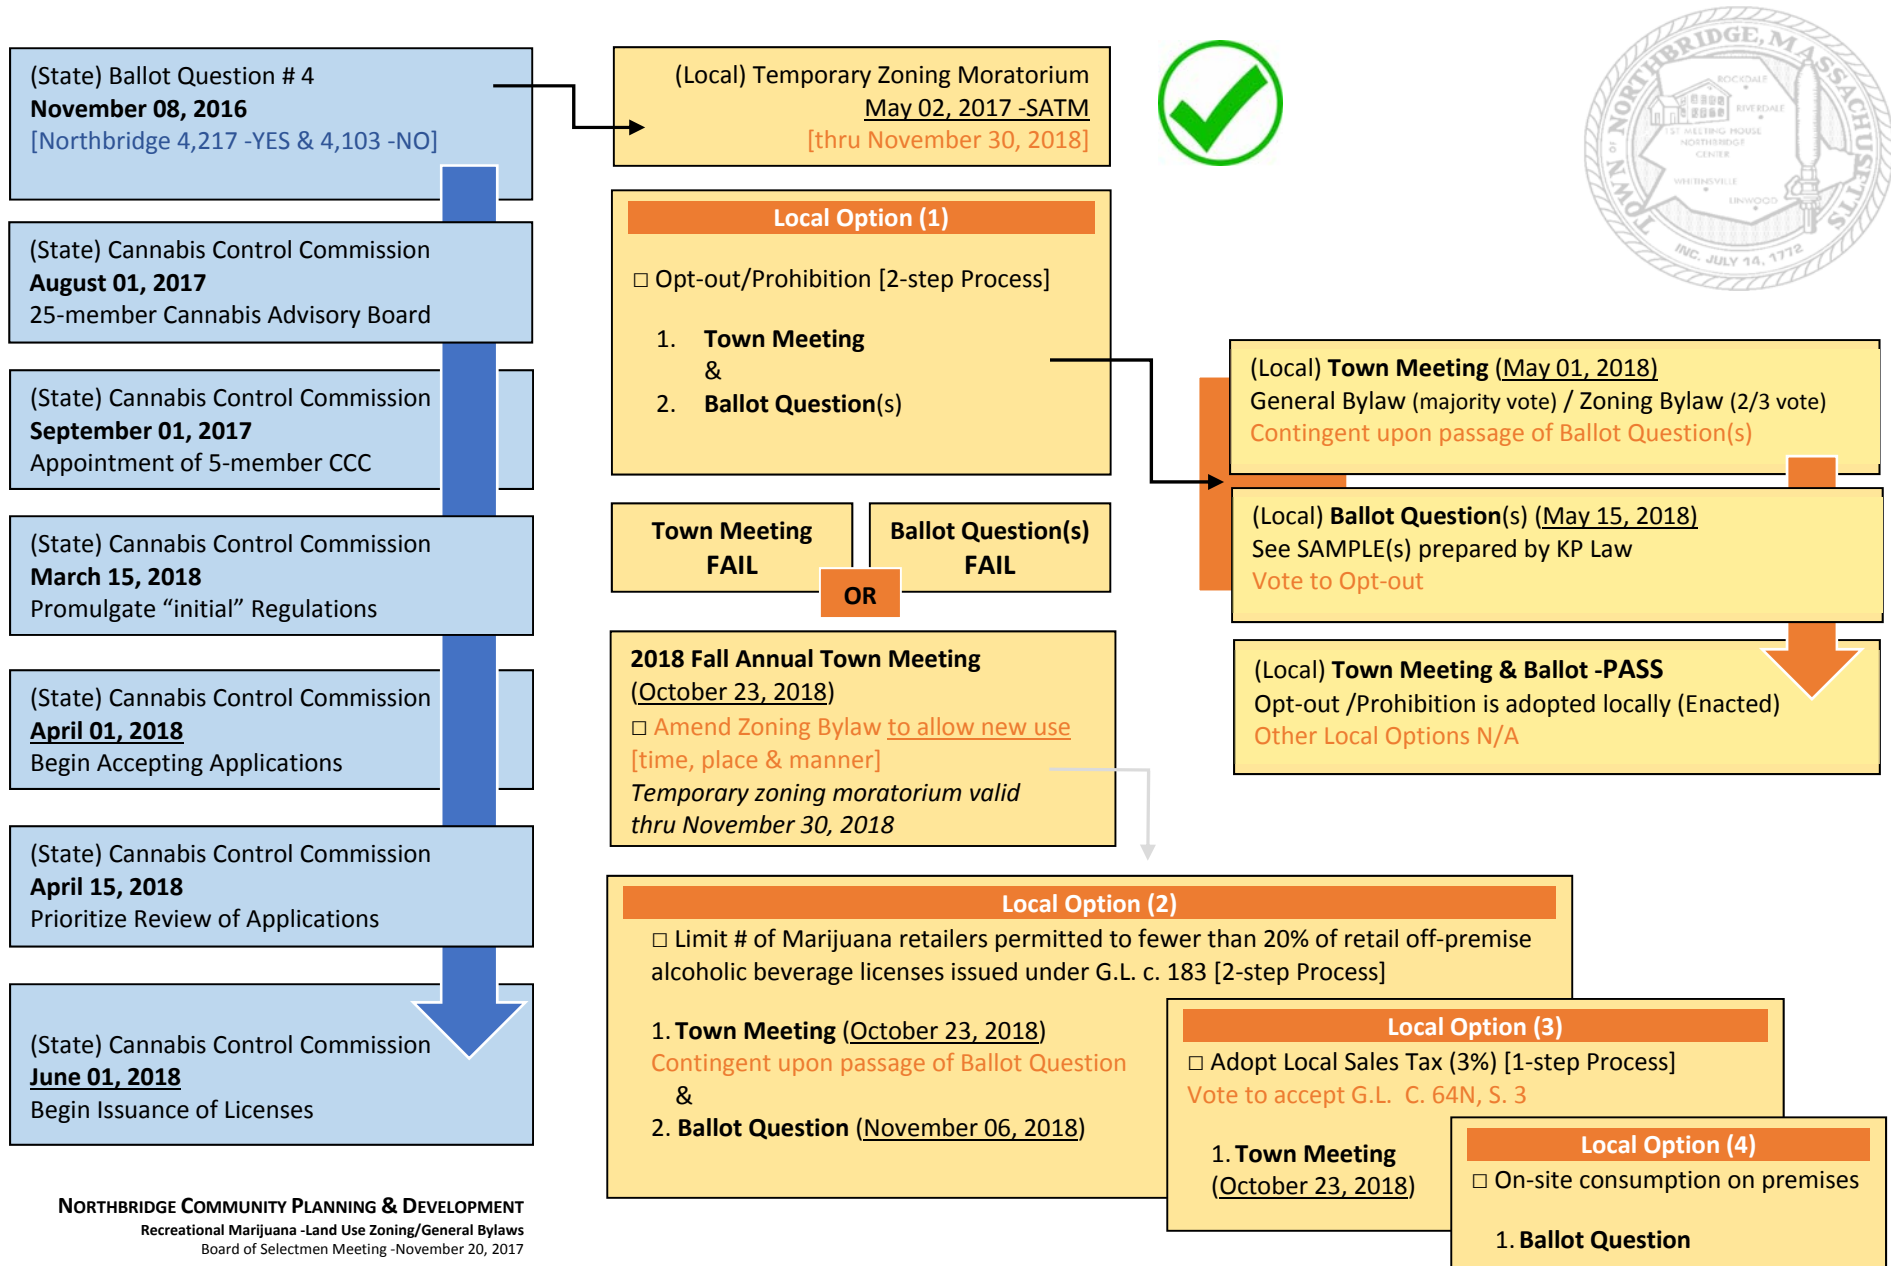 (State) Ballot Question # 4
November 08, 2016
[Northbridge 4,217 -YES & 4,103 -NO]
(State) Cannabis Control Commission
August 01, 2017
25-member Cannabis Advisory Board
(State) Cannabis Control Commission
September 01, 2017
Appointment of 5-member CCC
(State) Cannabis Control Commission
March 15, 2018
Promulgate “initial” Regulations
(State) Cannabis Control Commission
April 01, 2018
Begin Accepting Applications
(State) Cannabis Control Commission
April 15, 2018
Prioritize Review of Applications
(State) Cannabis Control Commission
June 01, 2018
Begin Issuance of Licenses
NORTHBRIDGE COMMUNITY PLANNING & DEVELOPMENT
Recreational Marijuana -Land Use Zoning/General Bylaws
Board of Selectmen Meeting -November 20, 2017
(Local) Temporary Zoning Moratorium
May 02, 2017 -SATM
[thru November 30, 2018]
Local Option (1)
□ Opt-out/Prohibition [2-step Process]
1. Town Meeting
&
2. Ballot Question(s)
Town Meeting
FAIL
OR
Ballot Question(s)
FAIL
2018 Fall Annual Town Meeting
(October 23, 2018)
□ Amend Zoning Bylaw to allow new use
[time, place & manner]
Temporary zoning moratorium valid
thru November 30, 2018
TOWN OF NORTHBRIDGE, MASSACHUSETTS
ROCKDALE
RIVERDALE
1ST MEETING HOUSE
NORTHBRIDGE
CENTER
WHITINSVILLE
LINWOOD
INC. JULY 14, 1772
(Local) Town Meeting (May 01, 2018)
General Bylaw (majority vote) / Zoning Bylaw (2/3 vote)
Contingent upon passage of Ballot Question(s)
(Local) Ballot Question(s) (May 15, 2018)
See SAMPLE(s) prepared by KP Law
Vote to Opt-out
(Local) Town Meeting & Ballot -PASS
Opt-out /Prohibition is adopted locally (Enacted)
Other Local Options N/A
Local Option (2)
□ Limit # of Marijuana retailers permitted to fewer than 20% of retail off-premise
alcoholic beverage licenses issued under G.L. c. 183 [2-step Process]
1. Town Meeting (October 23, 2018)
Contingent upon passage of Ballot Question
&
2. Ballot Question (November 06, 2018)
Local Option (3)
□ Adopt Local Sales Tax (3%) [1-step Process]
Vote to accept G.L. C. 64N, S. 3
1. Town Meeting
(October 23, 2018)
Local Option (4)
□ On-site consumption on premises
1. Ballot Question